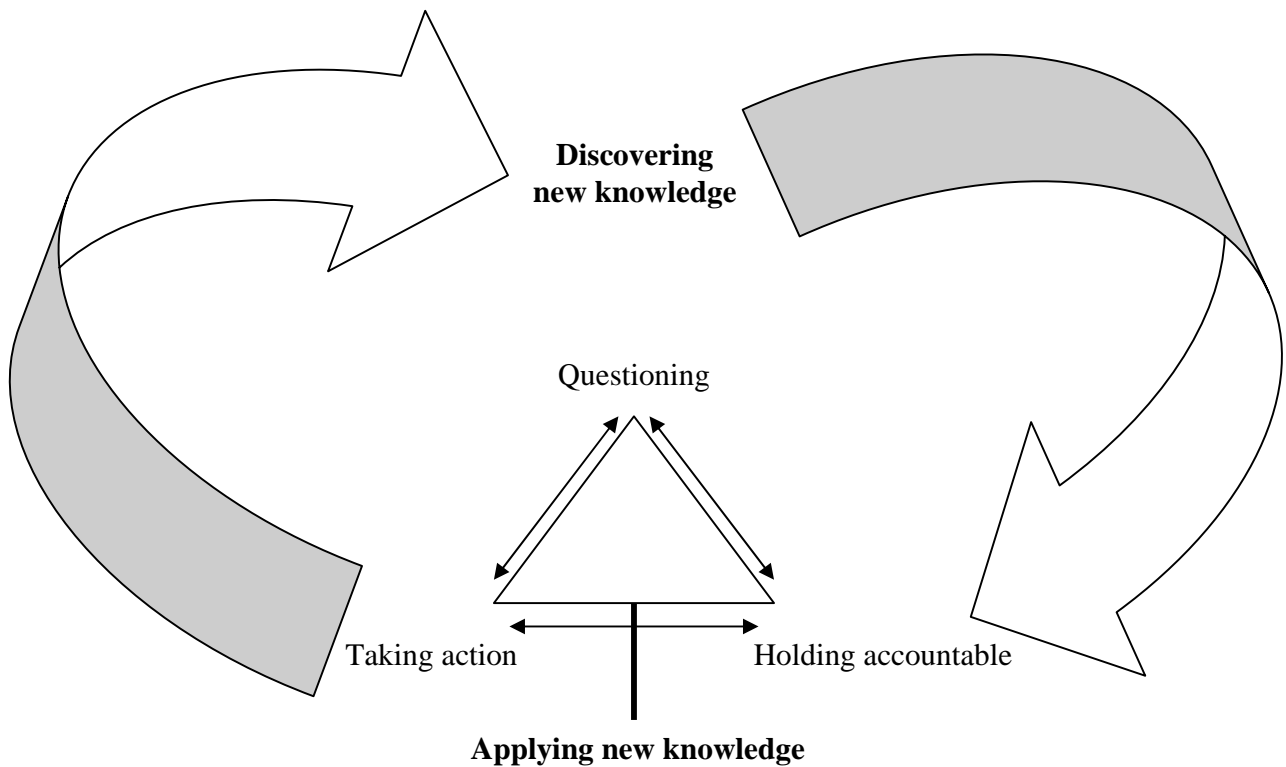 Discovering
new knowledge
Questioning
Taking action
Holding accountable
Applying new knowledge